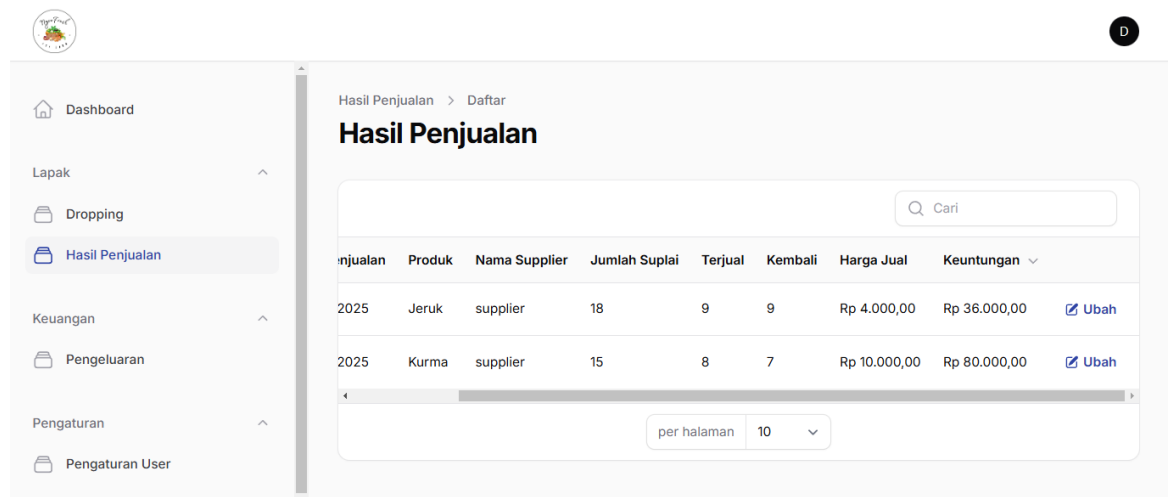 D
Dashboard
Lapak
Dropping
Hasil Penjualan
Keuangan
Pengeluaran
Pengaturan
Pengaturan User
Hasil Penjualan > Daftar
Hasil Penjualan
Cari
enjualan Produk Nama Supplier Jumlah Suplai Terjual Kembali Harga Jual Keuntungan
2025 Jeruk supplier 18 9 9 Rp 4.000,00 Rp 36.000,00 Ubah
2025 Kurma supplier 15 8 7 Rp 10.000,00 Rp 80.000,00 Ubah
per halaman 10